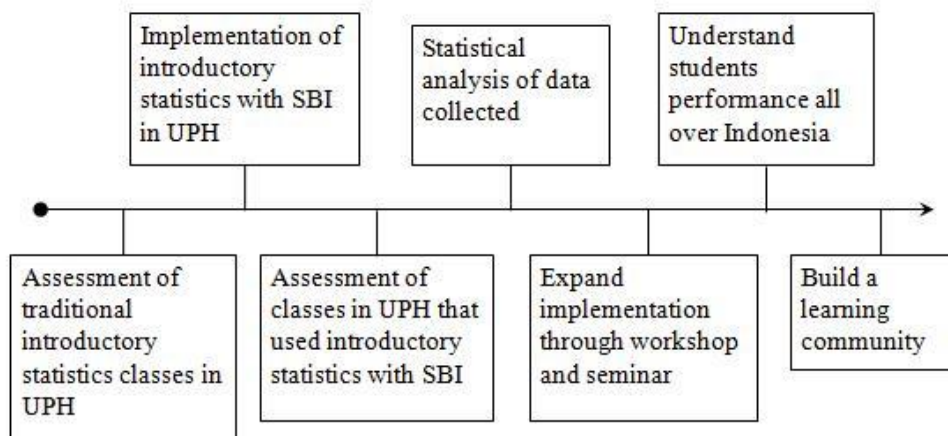 Implementation of
introductory
statistics with SBI
in UPH
Statistical
analysis of data
collected
Understand
students
performance all
over Indonesia
Assessment of
traditional
introductory
statistics classes in
UPH
Assessment of
classes in UPH that
used introductory
statistics with SBI
Expand
implementation
through workshop
and seminar
Build a
learning
community